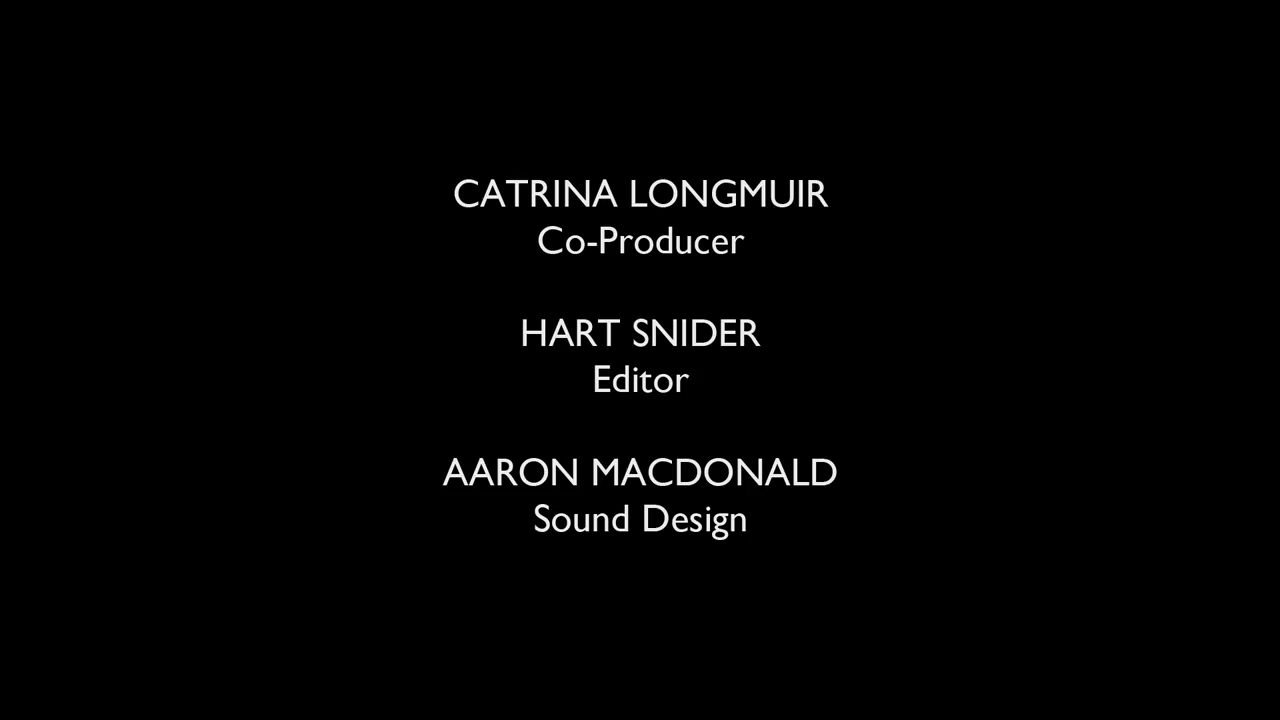 CATRINA LONGMUIR
Co-Producer
HART SNIDER
Editor
AARON MACDONALD
Sound Design